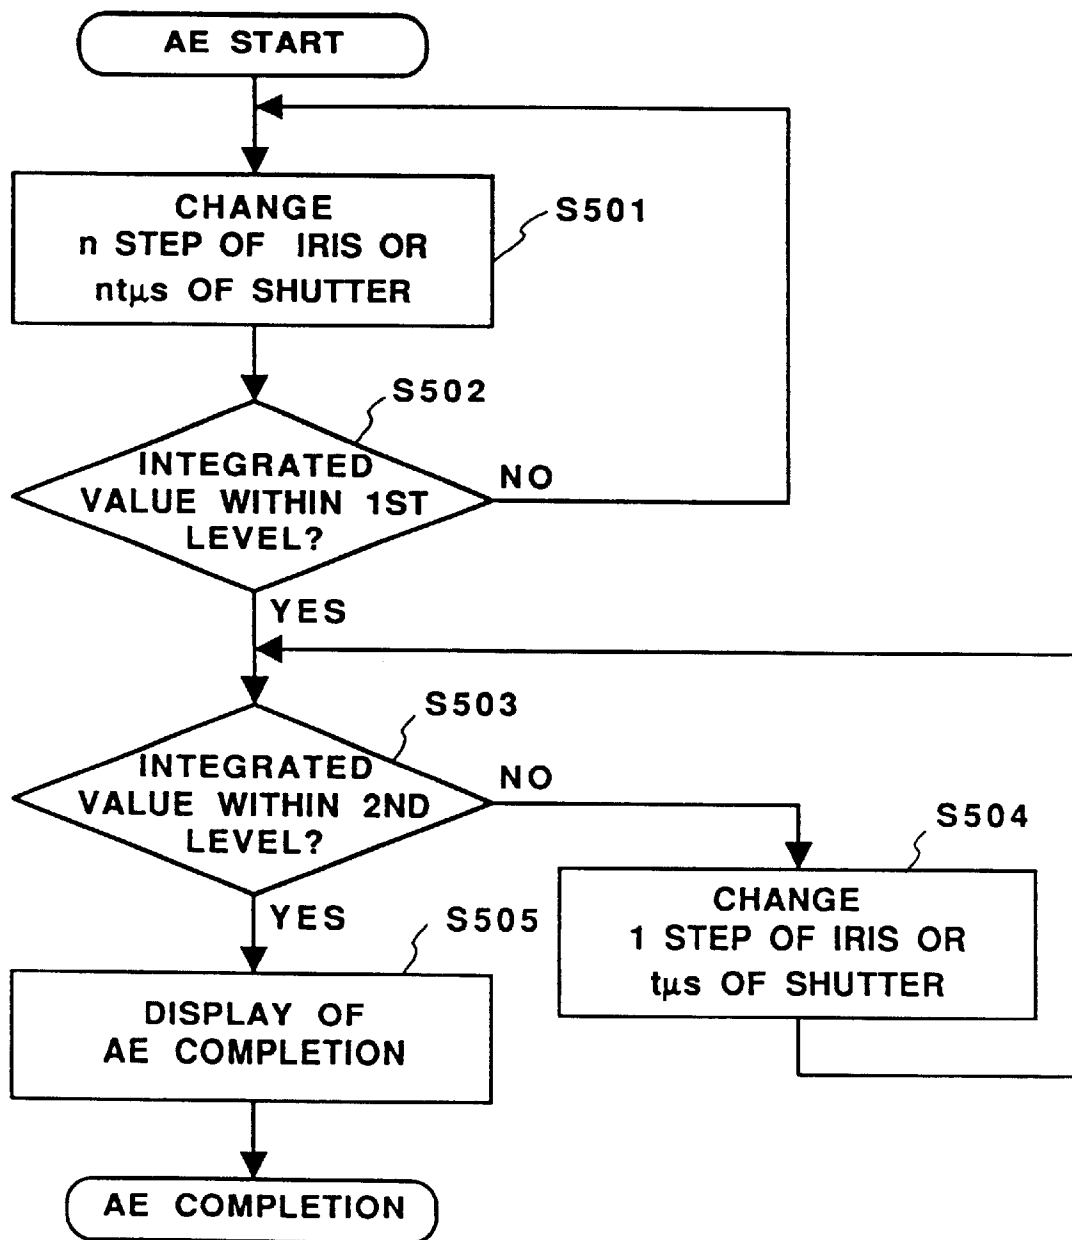 AE START
CHANGE
n STEP OF IRIS OR
ntμs OF SHUTTER
S501
S502
INTEGRATED
VALUE WITHIN 1ST
LEVEL?
NO
YES
S503
INTEGRATED
VALUE WITHIN 2ND
LEVEL?
NO
S504
CHANGE
1 STEP OF IRIS OR
tμs OF SHUTTER
YES
S505
DISPLAY OF
AE COMPLETION
AE COMPLETION